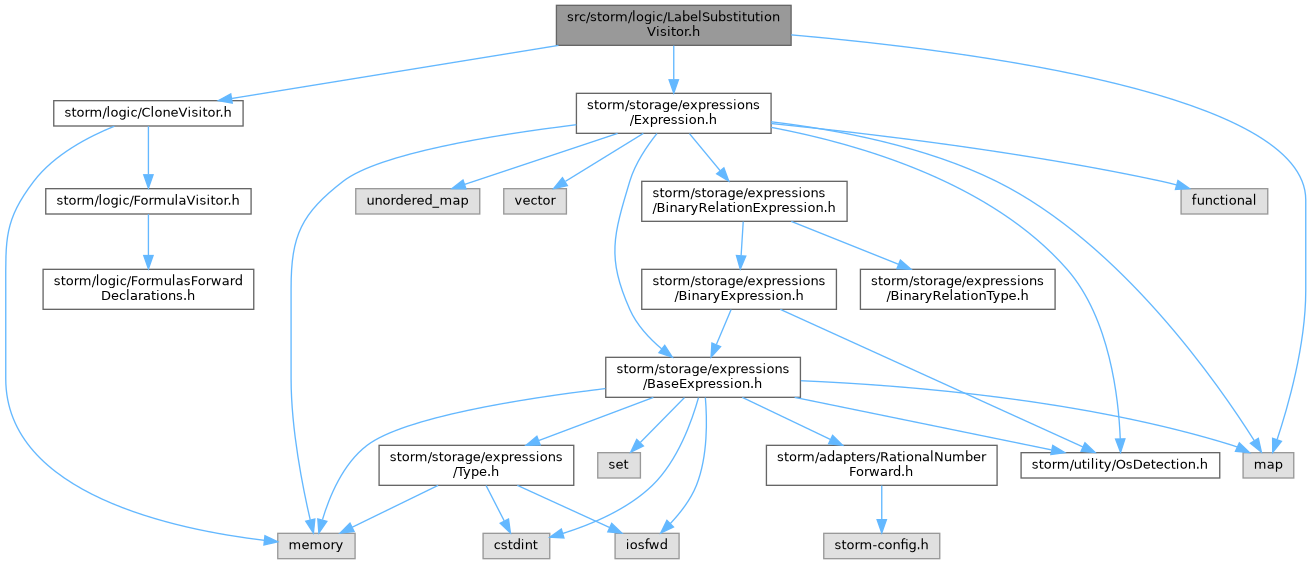 src/storm/logic/LabelSubstitution
Visitor.h
storm/logic/CloneVisitor.h
storm/storage/expressions
/Expression.h
storm/logic/FormulaVisitor.h
unordered_map
vector
storm/storage/expressions
/BinaryRelationExpression.h
functional
storm/logic/FormulasForward
Declarations.h
storm/storage/expressions
/BinaryExpression.h
storm/storage/expressions
/BinaryRelationType.h
storm/storage/expressions
/BaseExpression.h
storm/storage/expressions
/Type.h
set
storm/adapters/RationalNumber
Forward.h
storm/utility/OsDetection.h
map
memory
cstdint
iosfwd
storm-config.h